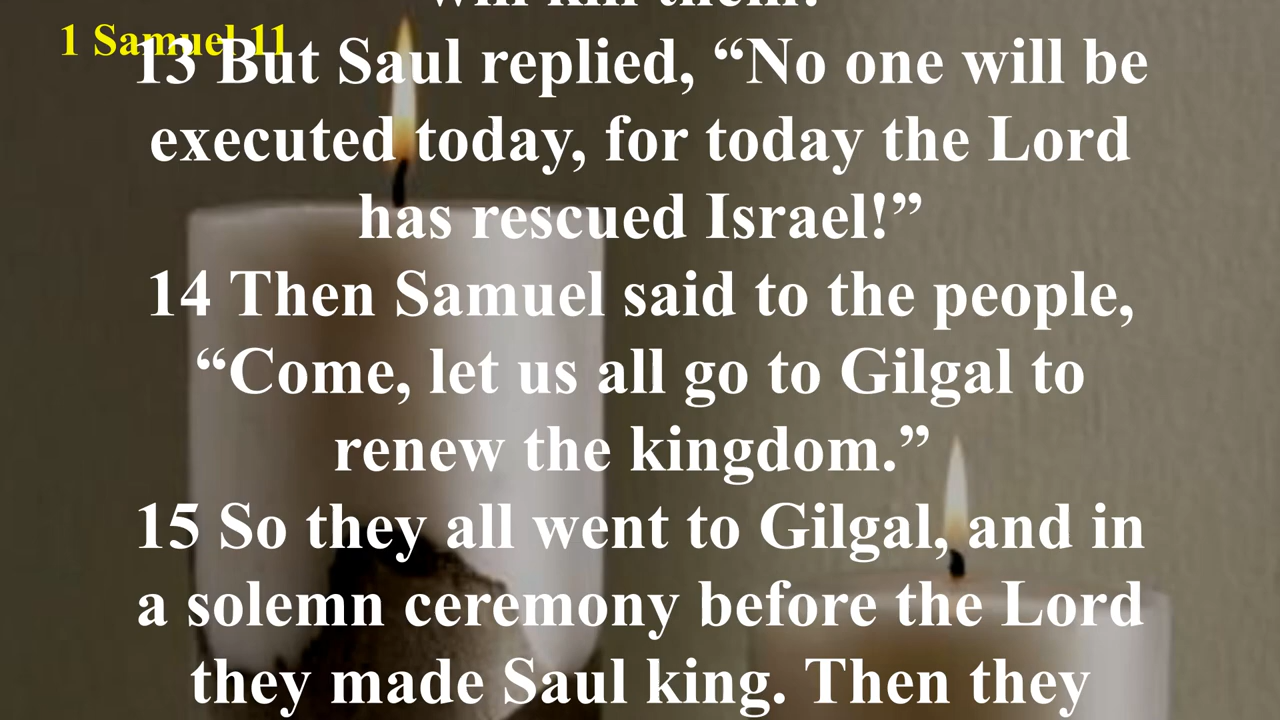 will kill them!
1 Samuel 11
13 But Saul replied, “No one will be
executed today, for today the Lord
has rescued Israel!”
14 Then Samuel said to the people,
“Come, let us all go to Gilgal to
renew the kingdom.”
15 So they all went to Gilgal, and in
a solemn ceremony before the Lord
they made Saul king. Then they